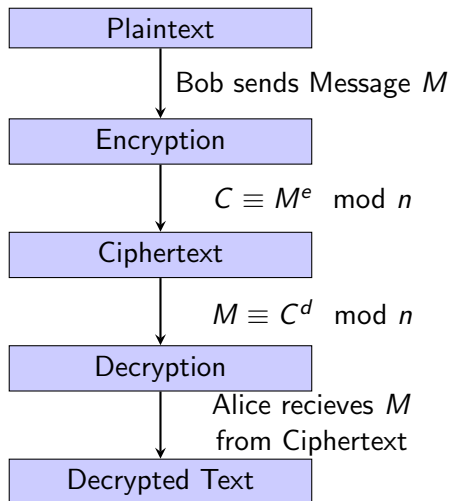 Plaintext
Bob sends Message M
Encryption
C ≡ M^e mod n
Ciphertext
M ≡ C^d mod n
Decryption
Alice recieves M
from Ciphertext
Decrypted Text